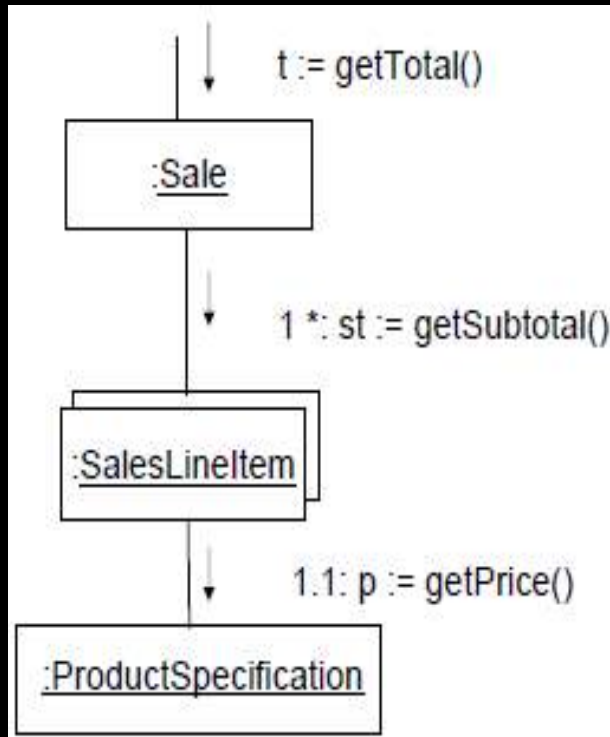 t := getTotal()
:Sale
1 *: st := getSubtotal()
:SalesLineItem
1.1: p := getPrice()
:ProductSpecification